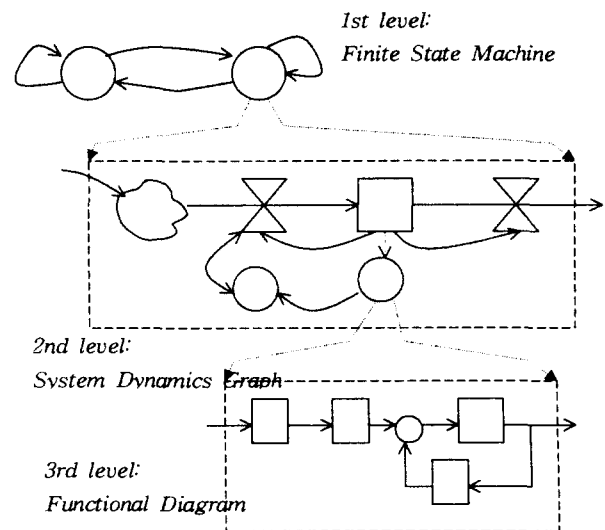 1st level:
Finite State Machine
2nd level:
System Dynamics Graph
3rd level:
Functional Diagram